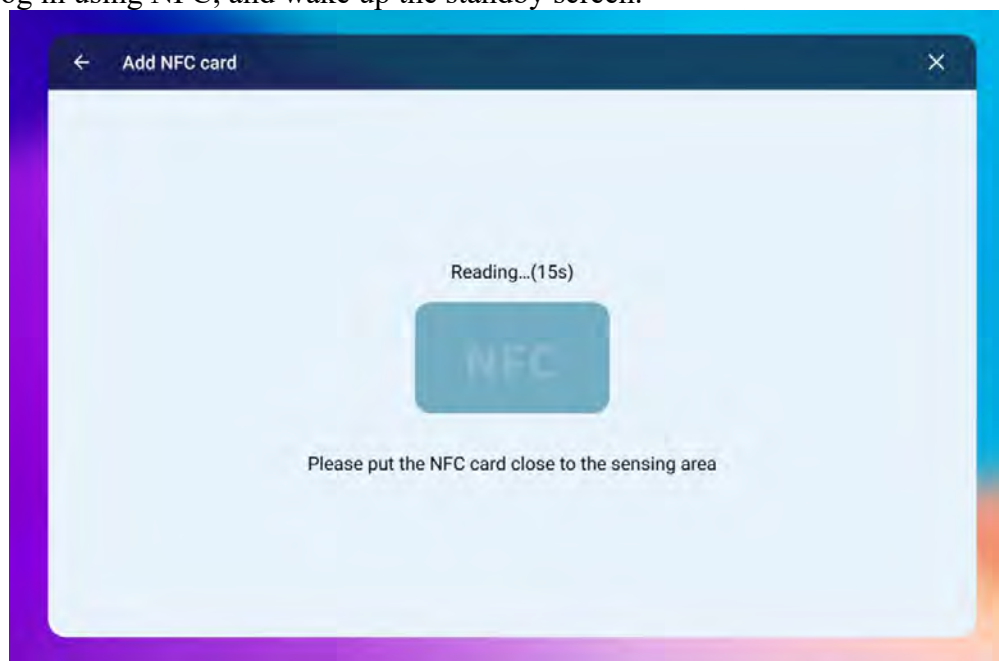 og in using NFC, and wake up the standby screen.
← Add NFC card ×
Reading...(15s)
NFC
Please put the NFC card close to the sensing area